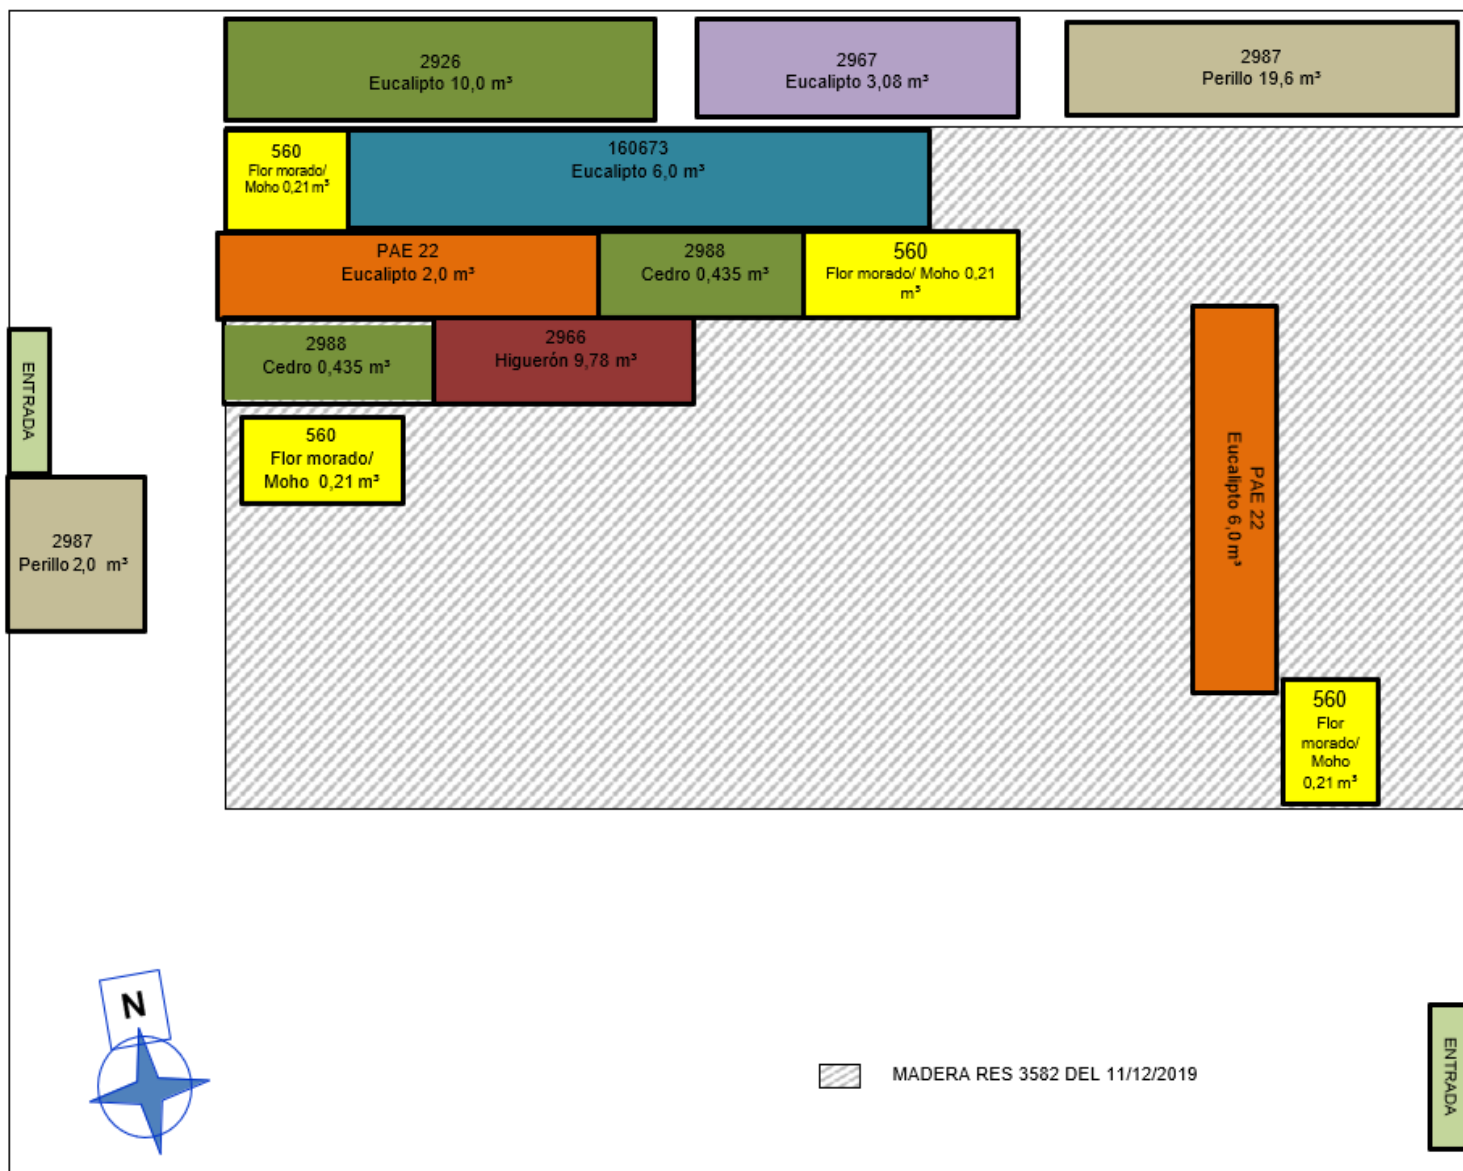 2926
Eucalipto 10,0 m³
2967
Eucalipto 3,08 m³
2987
Perillo 19,6 m³
560
Flor morado/
Moho 0,21 m³
160673
Eucalipto 6,0 m³
PAE 22
Eucalipto 2,0 m³
2988
Cedro 0,435 m³
560
Flor morado/ Moho 0,21
m³
2988
Cedro 0,435 m³
2966
Higuerón 9,78 m³
ENTRADA
560
Flor morado/
Moho 0,21 m³
PAE 22
Eucalipto 6,0 m³
2987
Perillo 2,0 m³
560
Flor
morado/
Moho
0,21 m³
N
MADERA RES 3582 DEL 11/12/2019
ENTRADA